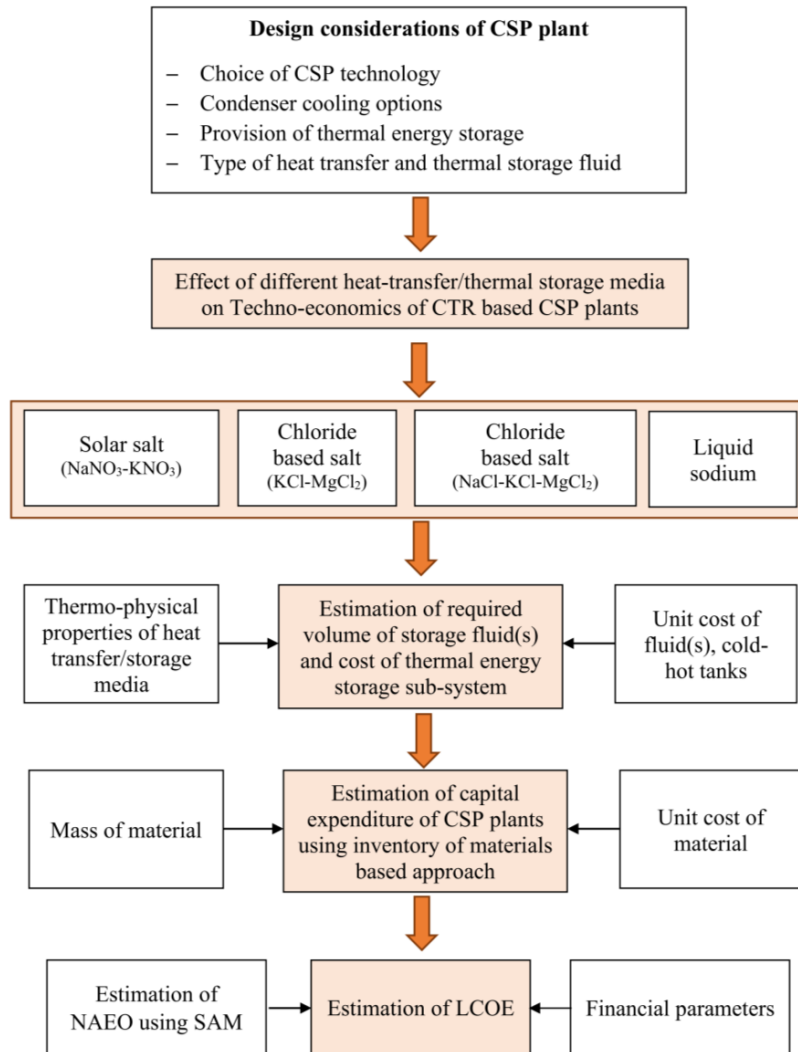 Design considerations of CSP plant
– Choice of CSP technology
– Condenser cooling options
– Provision of thermal energy storage
– Type of heat transfer and thermal storage fluid
Effect of different heat-transfer/thermal storage media
on Techno-economics of CTR based CSP plants
Solar salt
(NaNO₃-KNO₃)
Chloride
based salt
(KCl-MgCl₂)
Chloride
based salt
(NaCl-KCl-MgCl₂)
Liquid
sodium
Thermo-physical
properties of heat
transfer/storage
media
Estimation of required
volume of storage fluid(s)
and cost of thermal energy
storage sub-system
Unit cost of
fluid(s), cold-
hot tanks
Mass of material
Estimation of capital
expenditure of CSP plants
using inventory of materials
based approach
Unit cost of
material
Estimation of
NAEO using SAM
Estimation of LCOE
Financial parameters